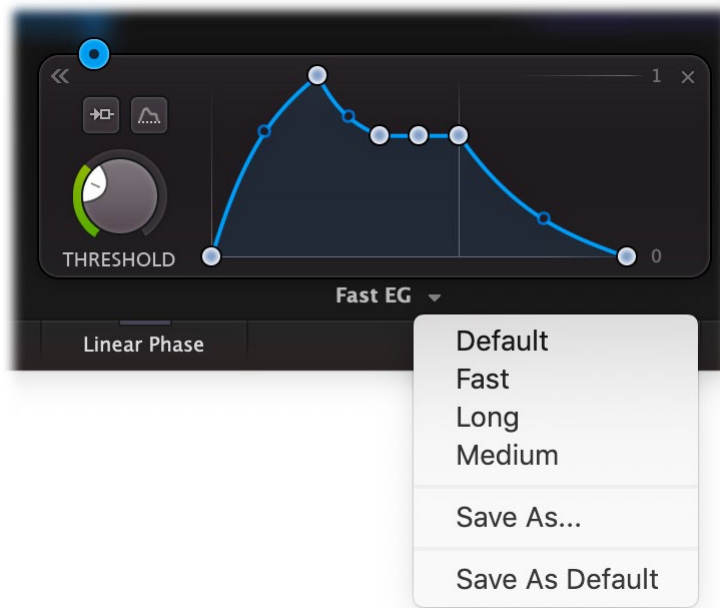 1
THRESHOLD
0
Fast EG
Linear Phase
Default
Fast
Long
Medium
Save As...
Save As Default